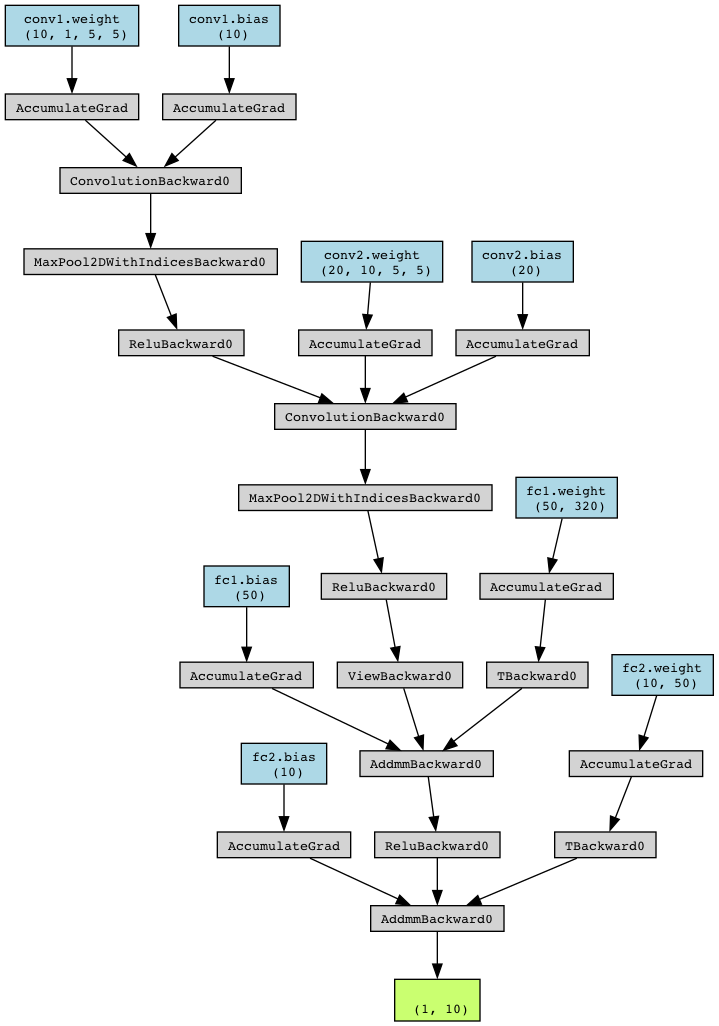 conv1.weight
(10, 1, 5, 5)
conv1.bias
(10)
AccumulateGrad
AccumulateGrad
ConvolutionBackward0
MaxPool2DWithIndicesBackward0
conv2.weight
(20, 10, 5, 5)
conv2.bias
(20)
ReluBackward0
AccumulateGrad
AccumulateGrad
ConvolutionBackward0
MaxPool2DWithIndicesBackward0
fc1.weight
(50, 320)
fc1.bias
(50)
ReluBackward0
AccumulateGrad
AccumulateGrad
ViewBackward0
TBackward0
fc2.weight
(10, 50)
fc2.bias
(10)
AddmmBackward0
AccumulateGrad
AccumulateGrad
ReluBackward0
TBackward0
AddmmBackward0
(1, 10)